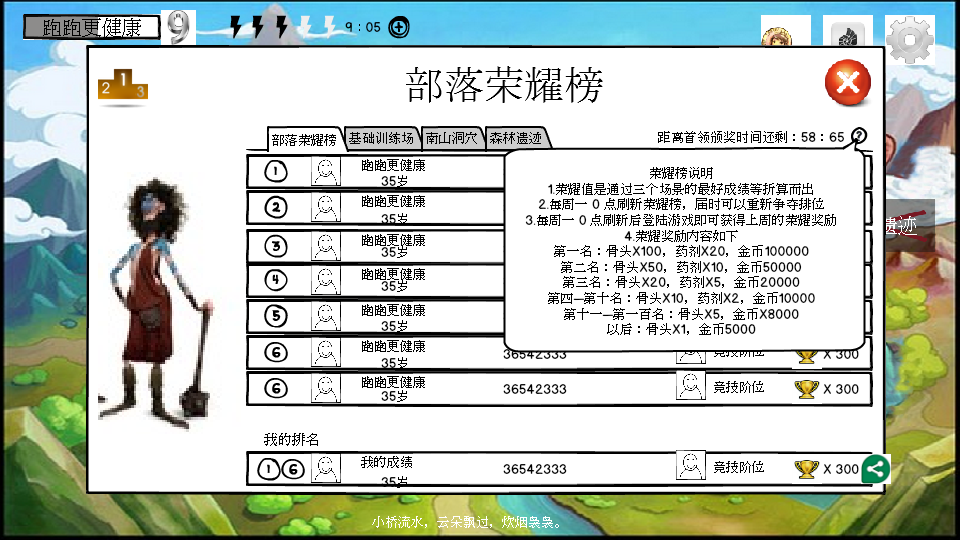 跑跑更健康
9
9：05
部落荣耀榜
2 1 3
部落荣耀榜 基础训练场 南山洞穴 森林遗迹
距离首领颁奖时间还剩：58：65 ?
荣耀榜说明
1.荣耀值是通过三个场景的最好成绩等折算而出
2.每周一 0 点刷新荣耀榜，届时可以重新争夺排位
3.每周一 0 点刷新后登陆游戏即可获得上周的荣耀奖励
4.荣耀奖励内容如下
第一名：骨头X100，药剂X20，金币100000
第二名：骨头X50，药剂X10，金币50000
第三名：骨头X20，药剂X5，金币20000
第四—第十名：骨头X10，药剂X2，金币10000
第十一—第一百名：骨头X5，金币X8000
以后：骨头X1，金币5000
1 跑跑更健康
35岁
2 跑跑更健康
35岁
3 跑跑更健康
35岁
4 跑跑更健康
35岁
5 跑跑更健康
35岁
6 跑跑更健康 36542333 竞技阶位 X 300
35岁
6 跑跑更健康 36542333 竞技阶位 X 300
35岁
我的排名
1 6 我的成绩 36542333 竞技阶位 X 300
35岁
遗迹
小桥流水，云朵飘过，炊烟袅袅。